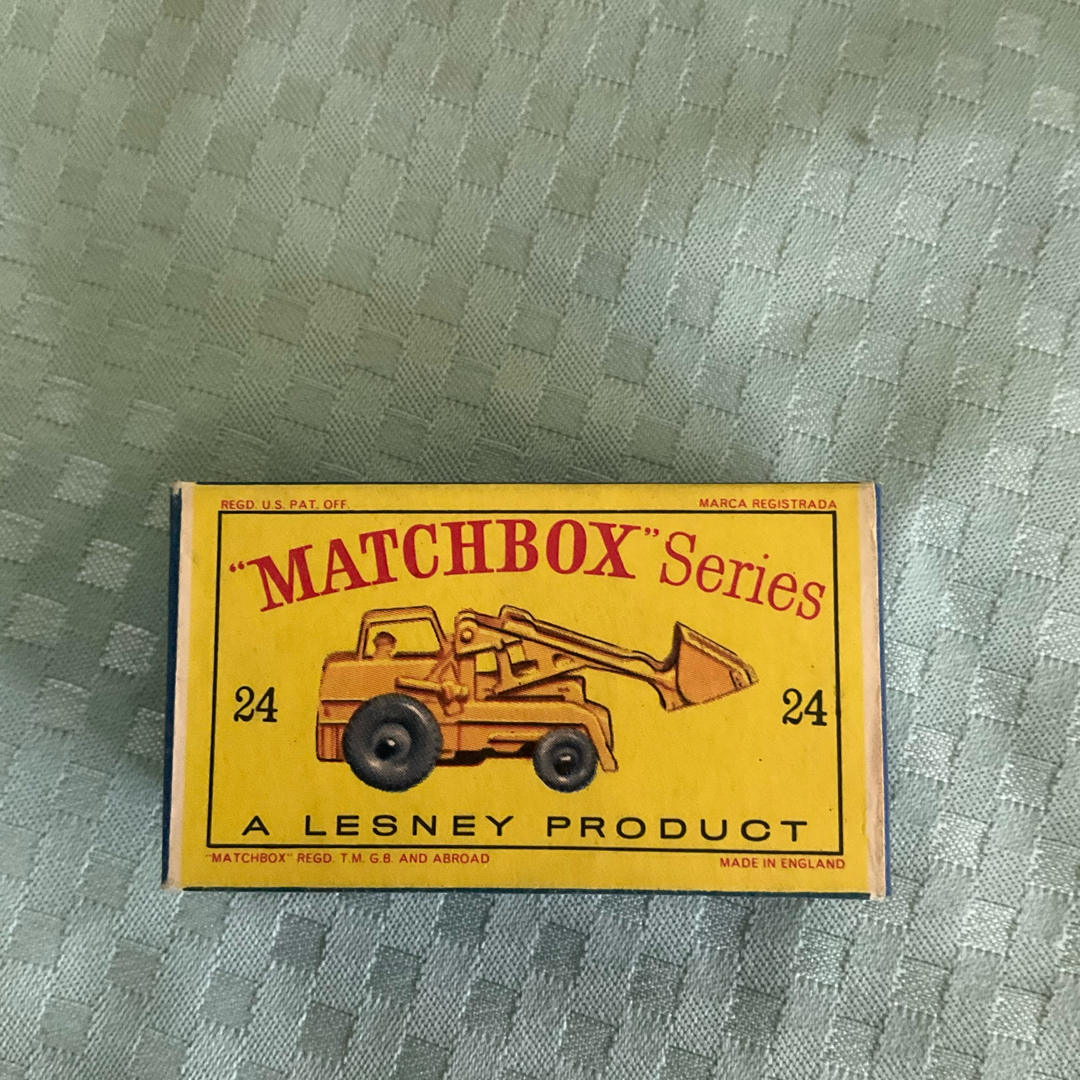 REGD. U.S. PAT. OFF. MARCA REGISTRADA
"MATCHBOX" Series
24 24
A LESNEY PRODUCT
"MATCHBOX" REGD. T.M. G.B. AND ABROAD MADE IN ENGLAND